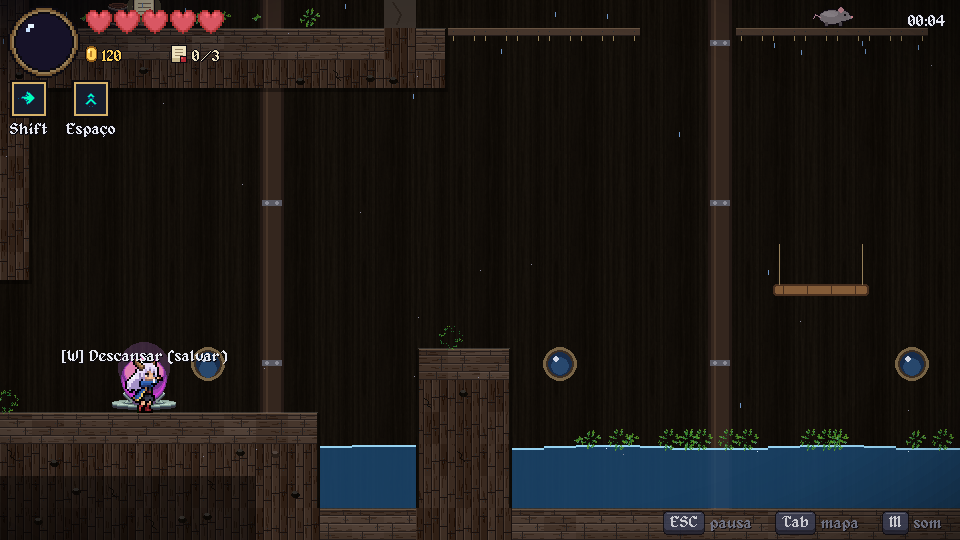 120
0/3
00:04
Shift
Espaço
[W] Descansar (salvar)
ESC pausa
Tab mapa
M som